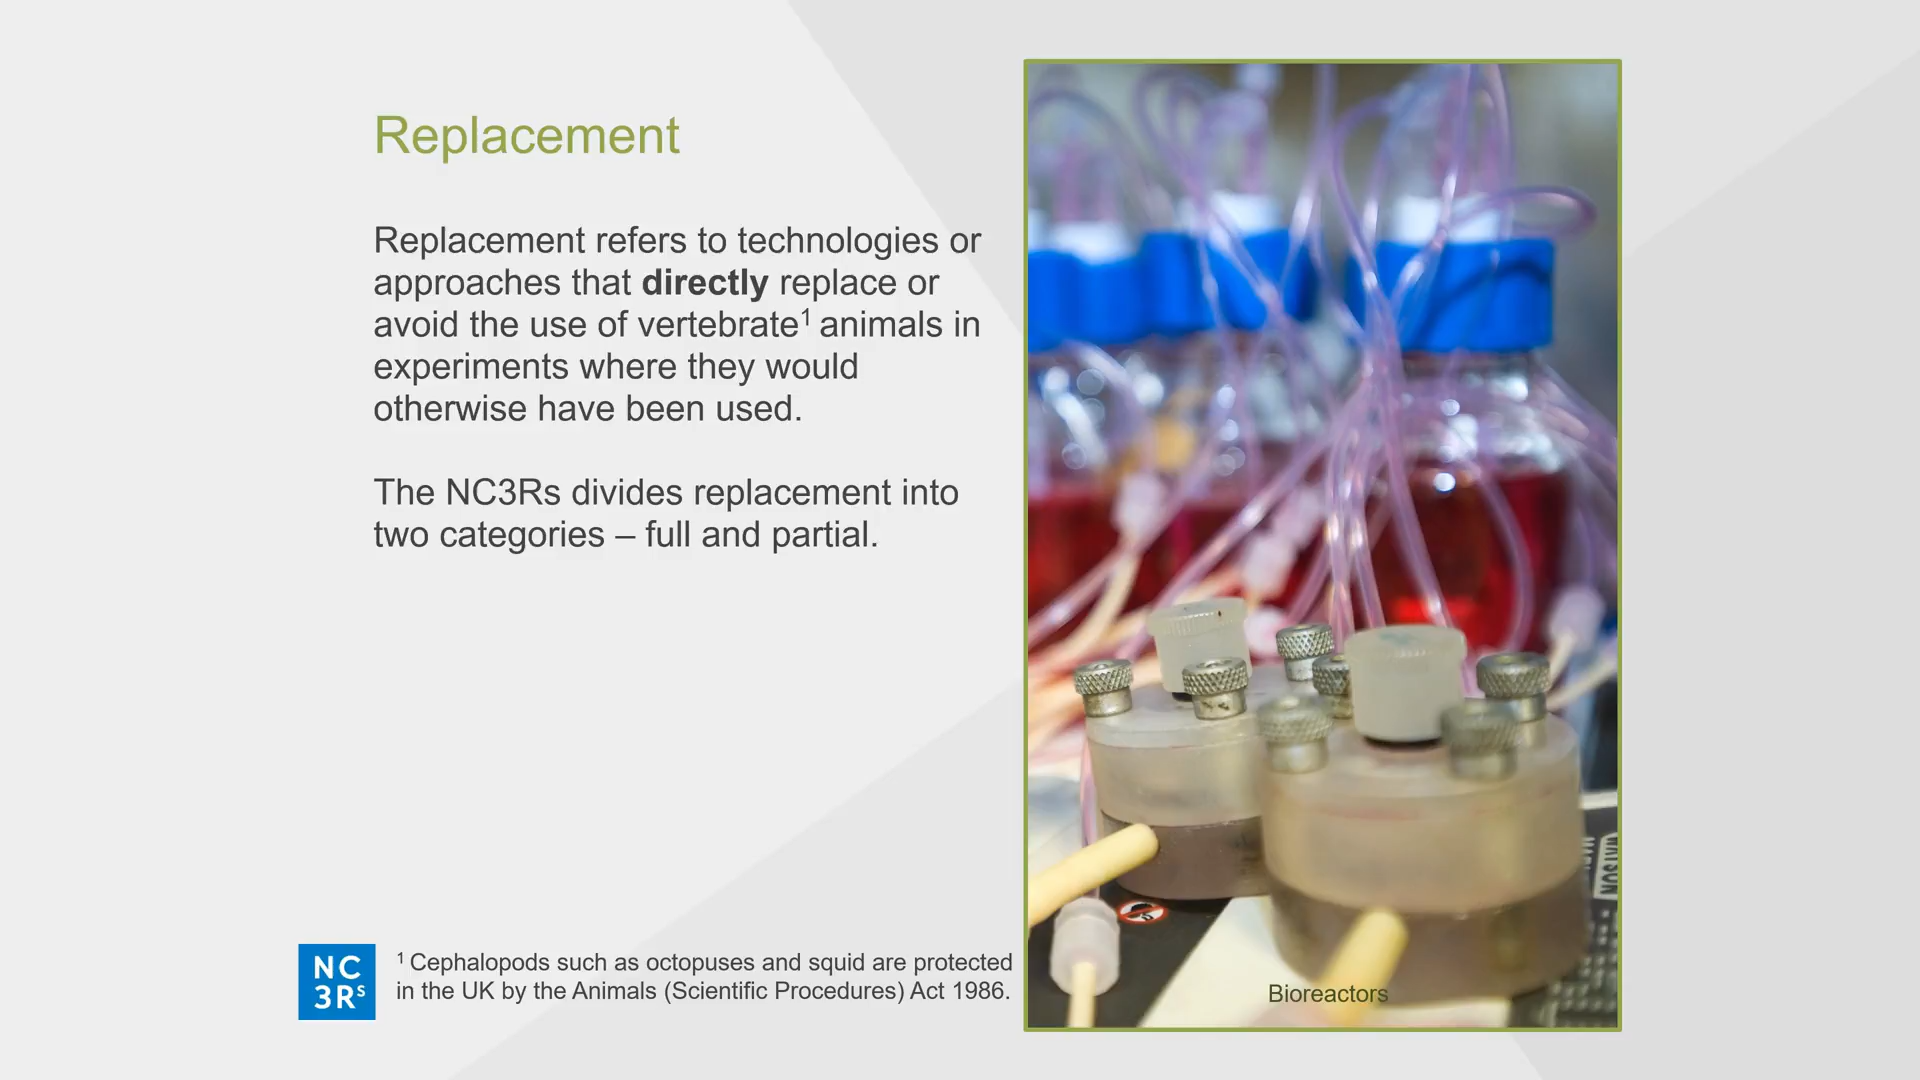 Replacement
Replacement refers to technologies or
approaches that directly replace or
avoid the use of vertebrate¹ animals in
experiments where they would
otherwise have been used.
The NC3Rs divides replacement into
two categories – full and partial.
NC
3Rs
¹ Cephalopods such as octopuses and squid are protected
in the UK by the Animals (Scientific Procedures) Act 1986.
WATSON
Bioreactors